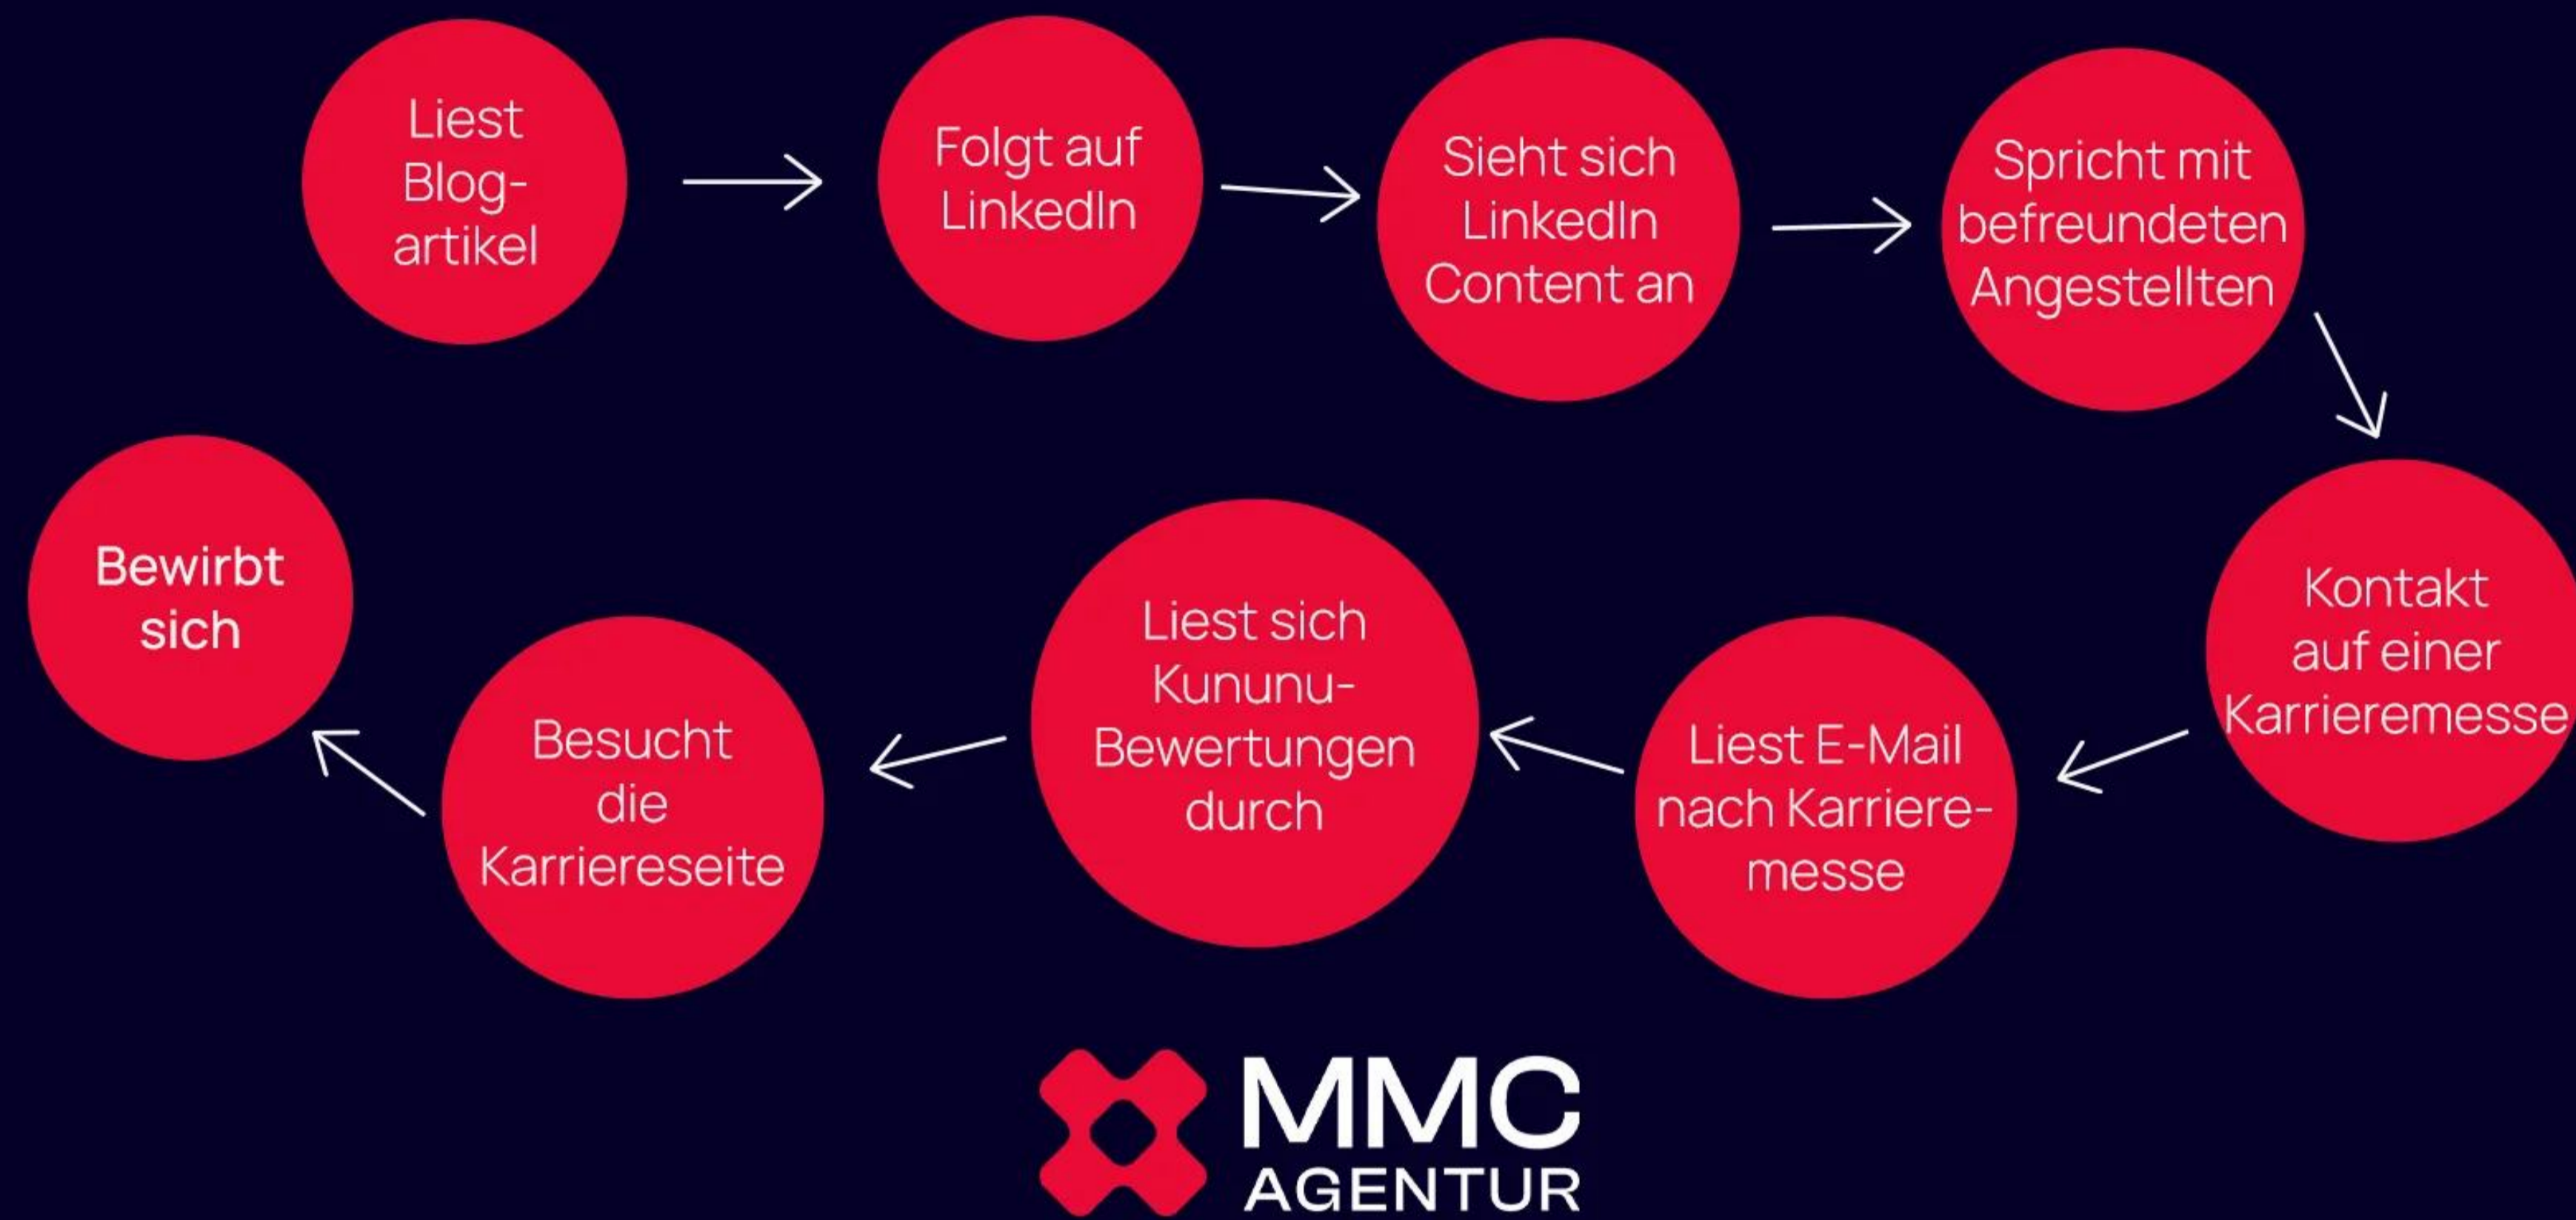 Liest
Blog-
artikel
Folgt auf
LinkedIn
Sieht sich
LinkedIn
Content an
Spricht mit
befreundeten
Angestellten
Kontakt
auf einer
Karrieremesse
Liest E-Mail
nach Karriere-
messe
Liest sich
Kununu-
Bewertungen
durch
Besucht
die
Karriereseite
Bewirbt
sich
MMC
AGENTUR